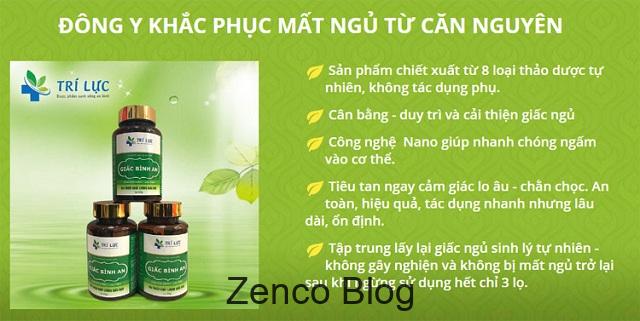 ĐÔNG Y KHẮC PHỤC MẤT NGỦ TỪ CĂN NGUYÊN
TRÍ LỰC
TRÍ LỰC
GIẤC BÌNH AN
TRÍ LỰC
GIẤC BÌNH AN
TRÍ LỰC
GIẤC BÌNH AN
Sản phẩm chiết xuất từ 8 loại thảo dược tự
nhiên, không tác dụng phụ.
Cân bằng - duy trì và cải thiện giấc ngủ
Công nghệ Nano giúp nhanh chóng ngấm
vào cơ thể.
Tiêu tan ngay cảm giác lo âu - chằn chọc. An
toàn, hiệu quả, tác dụng nhanh nhưng lâu
dài, ổn định.
Tập trung lấy lại giấc ngủ sinh lý tự nhiên -
không gây nghiện và không bị mất ngủ trở lại
sau khi ngừng sử dụng hết chỉ 3 lọ.
Zenco Blog